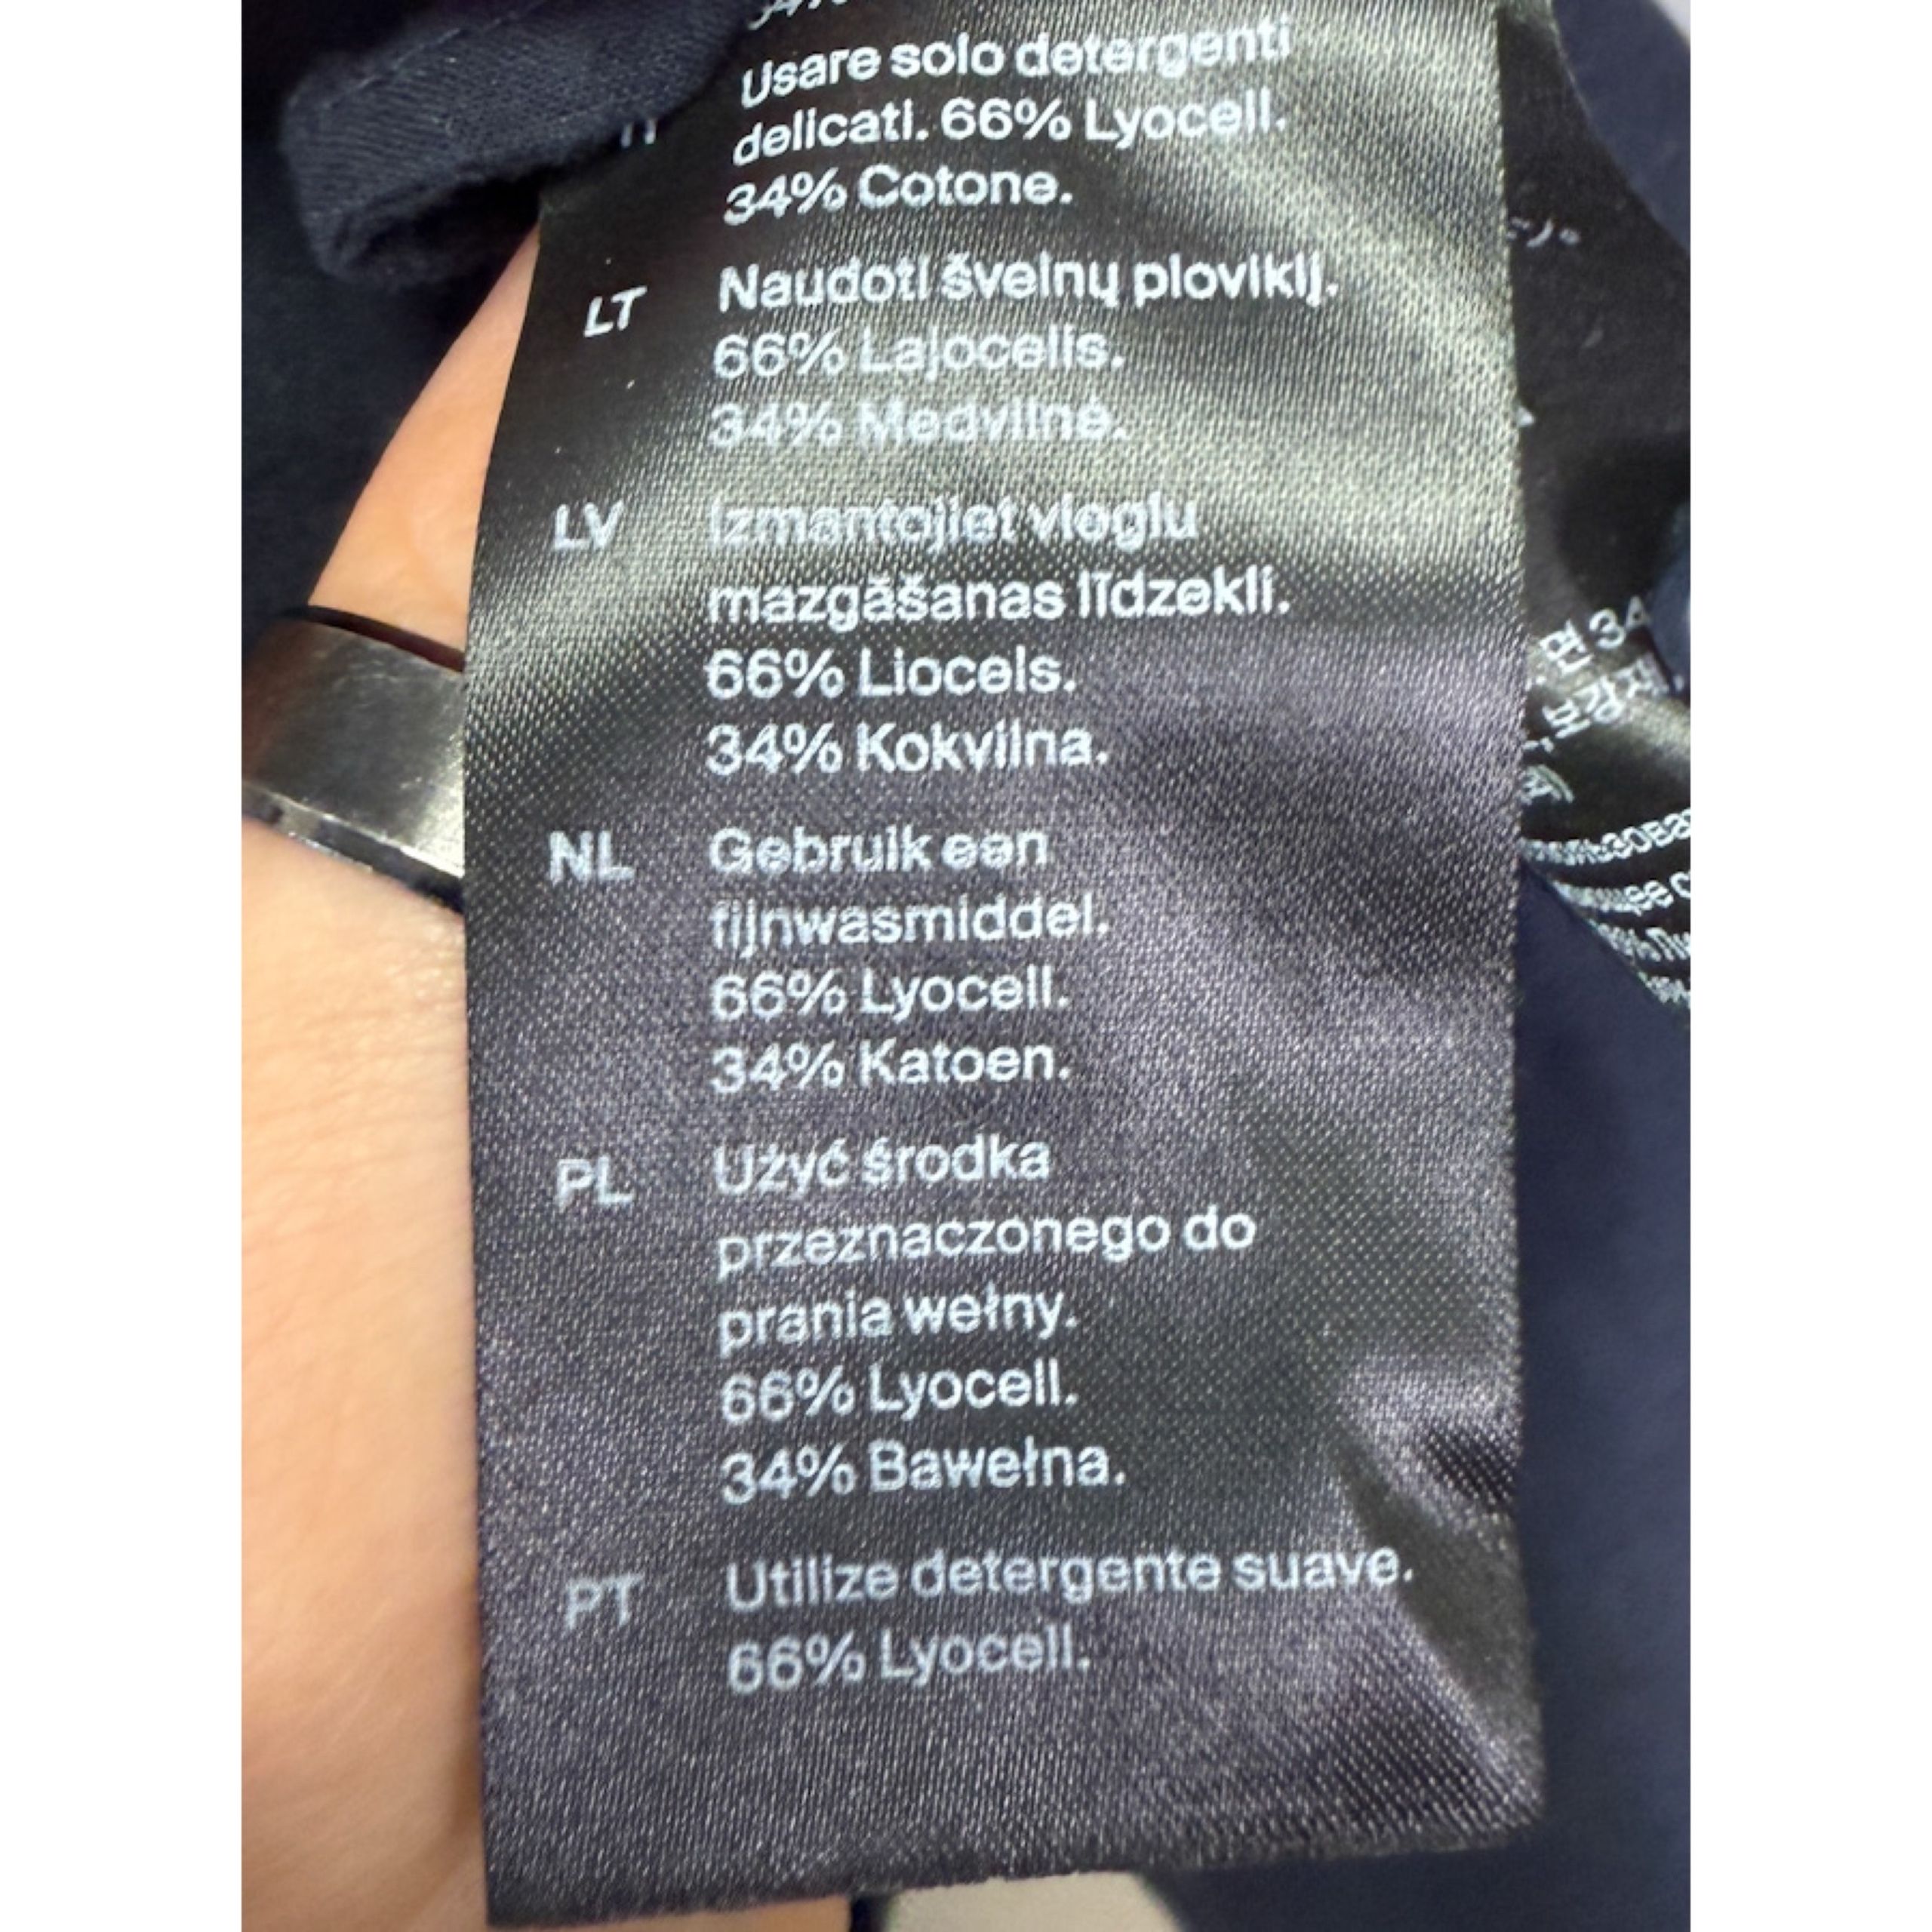 Usare solo detergenti
delicati. 66% Lyocell.
34% Cotone.
LT Naudoti švelnų ploviklį.
66% Lajocelis.
34% Medvilnė.
LV Izmantojiet vieglu
mazgāšanas līdzekli.
66% Liocels.
34% Kokvilna.
NL Gebruik een
fijnwasmiddel.
66% Lyocell.
34% Katoen.
PL Użyć środka
przeznaczonego do
prania wełny.
66% Lyocell.
34% Bawełna.
PT Utilize detergente suave.
66% Lyocell.